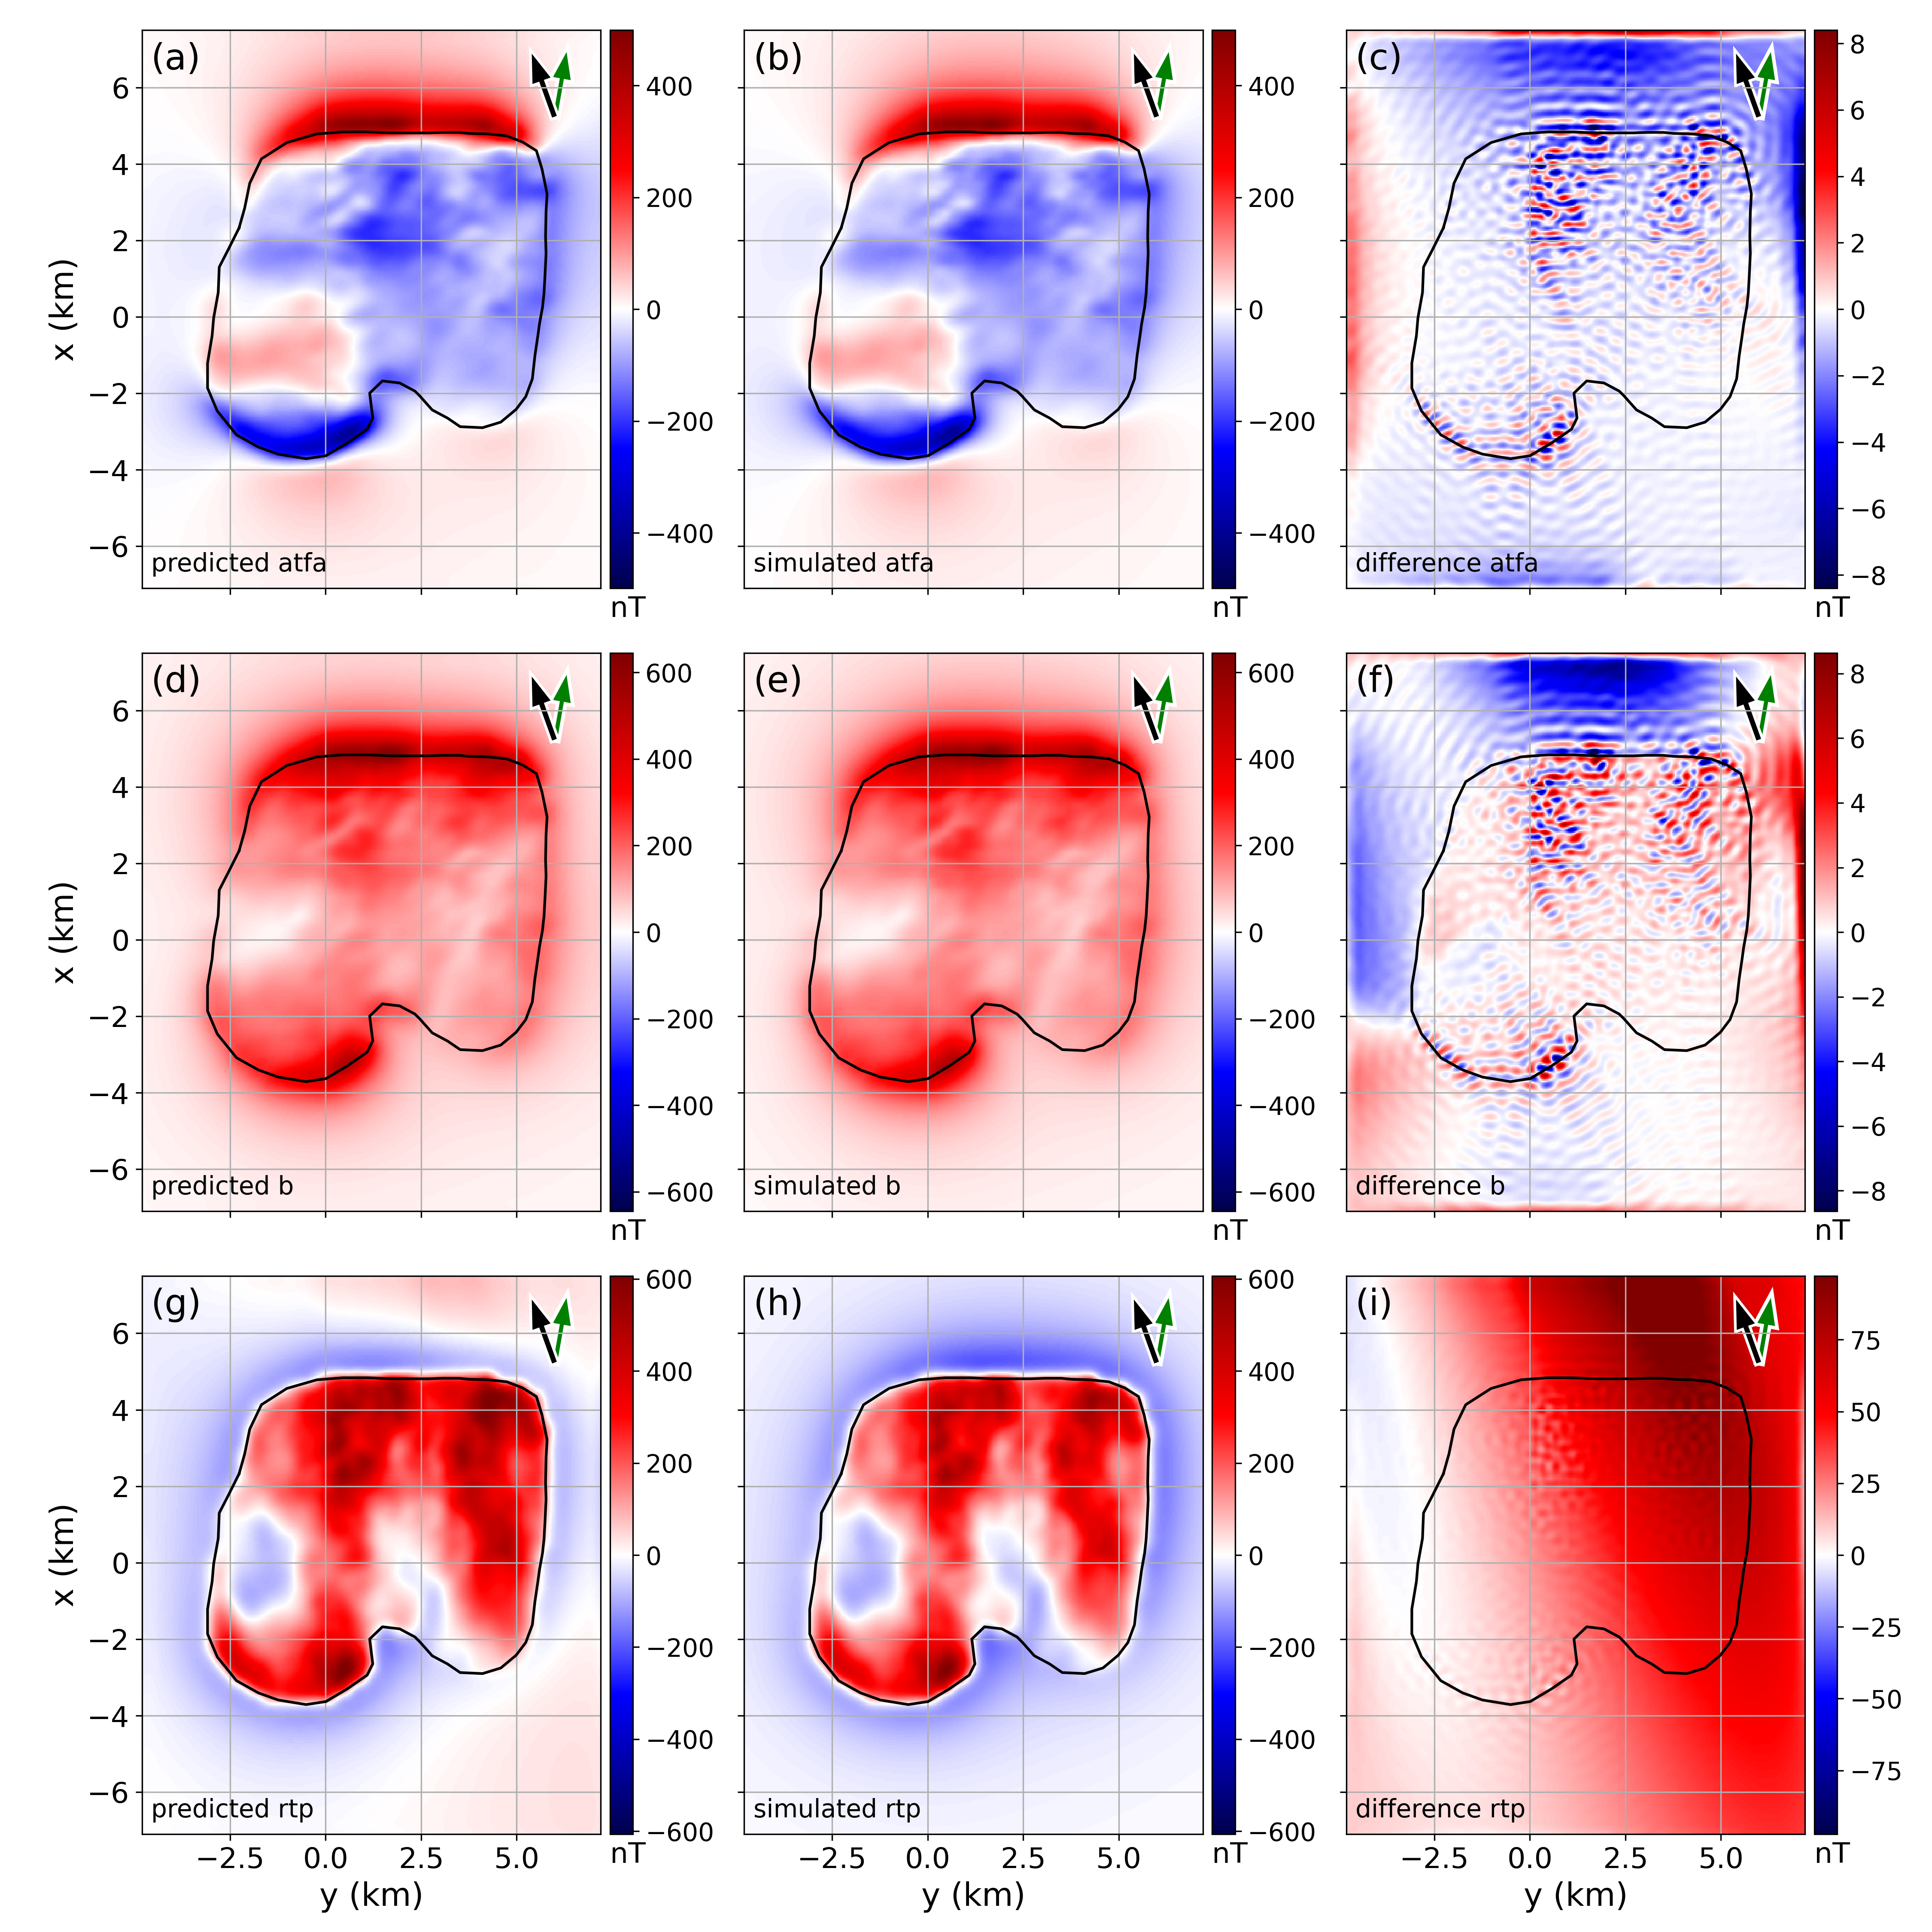 (a)
6
4
2
0
−2
−4
−6
x (km)
predicted atfa
400
200
0
−200
−400
nT
(b)
simulated atfa
400
200
0
−200
−400
nT
(c)
difference atfa
8
6
4
2
0
−2
−4
−6
−8
nT
(d)
6
4
2
0
−2
−4
−6
x (km)
predicted b
600
400
200
0
−200
−400
−600
nT
(e)
simulated b
600
400
200
0
−200
−400
−600
nT
(f)
difference b
8
6
4
2
0
−2
−4
−6
−8
nT
(g)
6
4
2
0
−2
−4
−6
x (km)
predicted rtp
−2.5 0.0 2.5 5.0
y (km)
600
400
200
0
−200
−400
−600
nT
(h)
simulated rtp
−2.5 0.0 2.5 5.0
y (km)
600
400
200
0
−200
−400
−600
nT
(i)
difference rtp
−2.5 0.0 2.5 5.0
y (km)
75
50
25
0
−25
−50
−75
nT